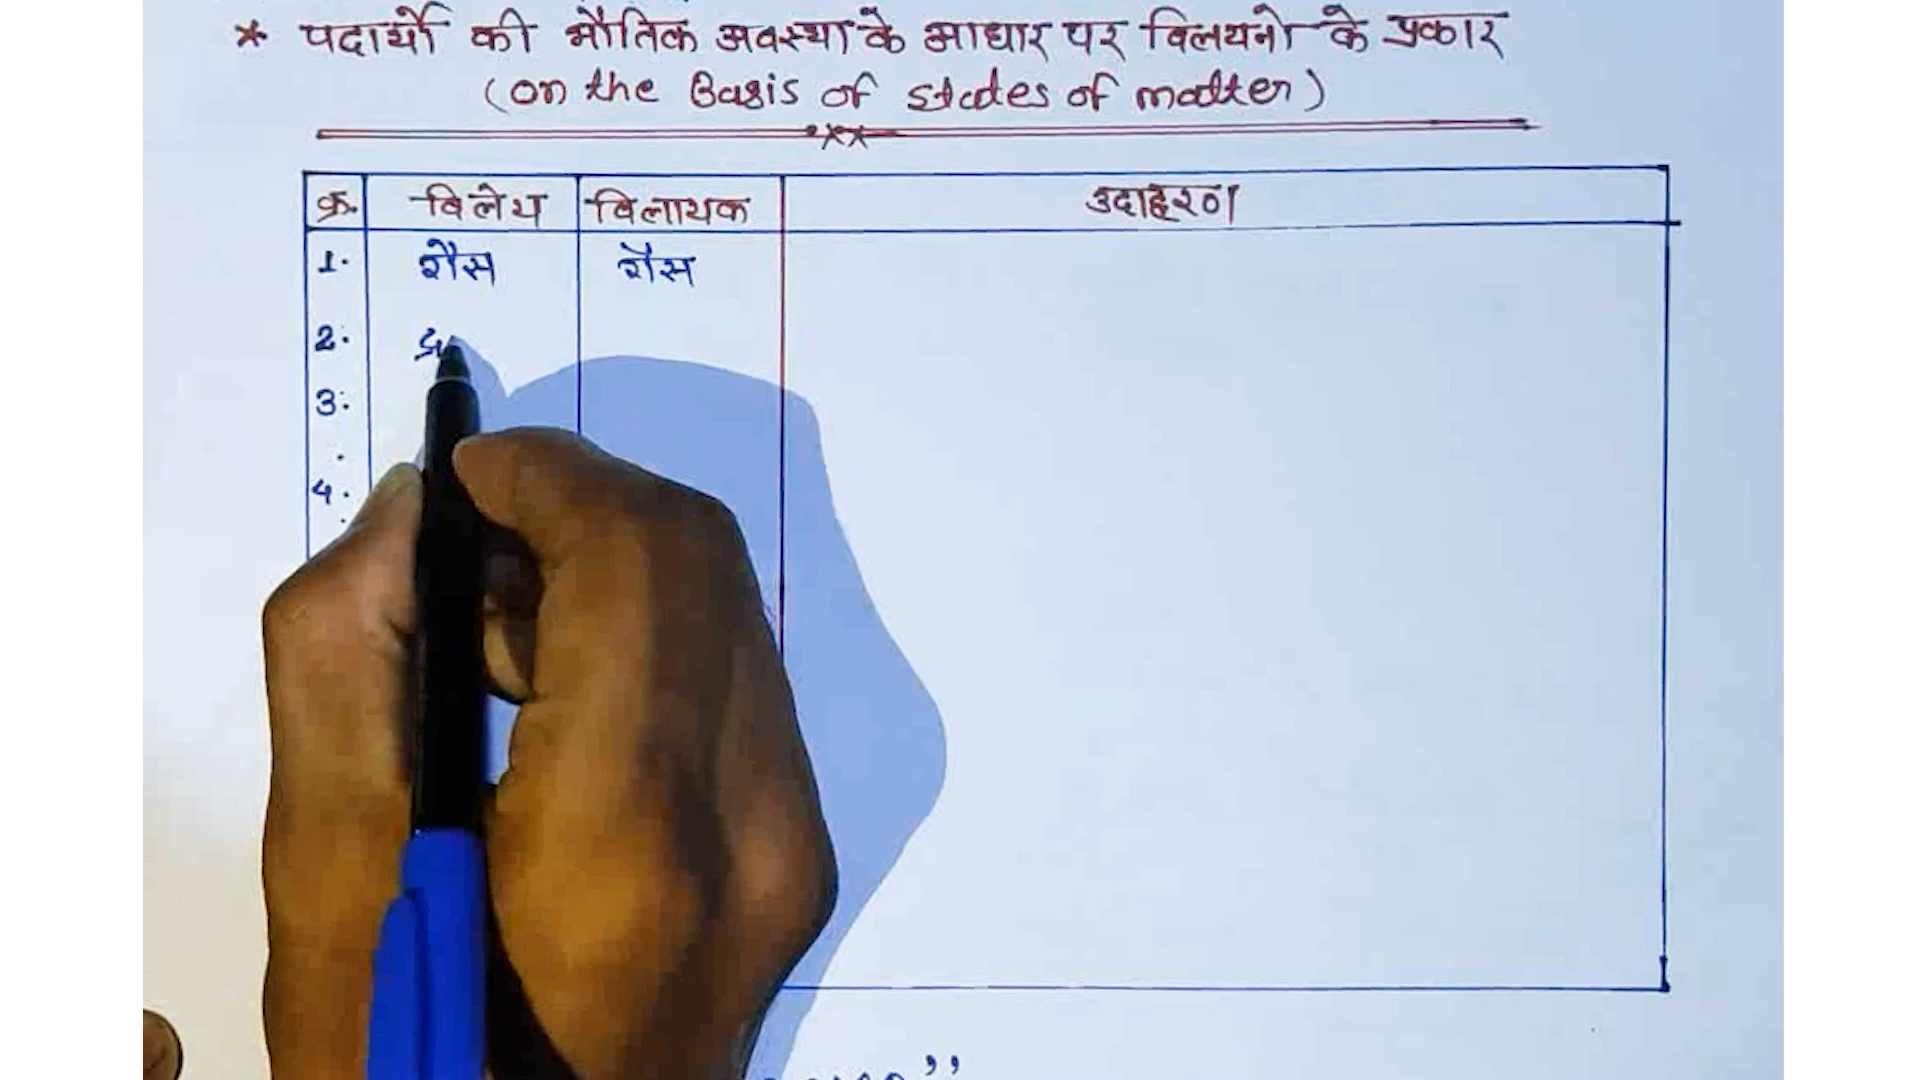 * पदार्थो की भौतिक अवस्था के आधार पर विलयनो के प्रकार
(on the Basis of states of matter)
क्र. विलेय विलायक उदाहरण
1. गैस गैस
2.
3.
4.